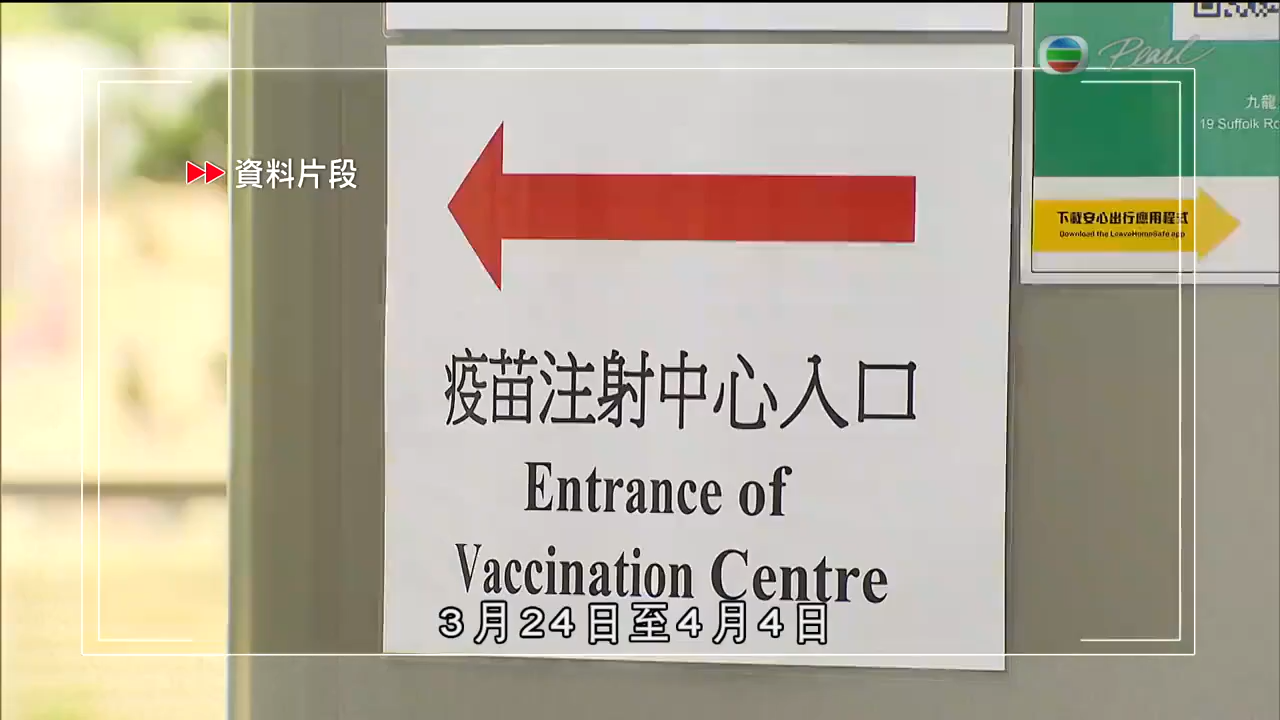 Pearl
九龍
19 Suffolk Ro
資料片段
下載安心出行應用程式
Download the LeaveHomeSafe app
疫苗注射中心入口
Entrance of
Vaccination Centre
3月24日至4月4日